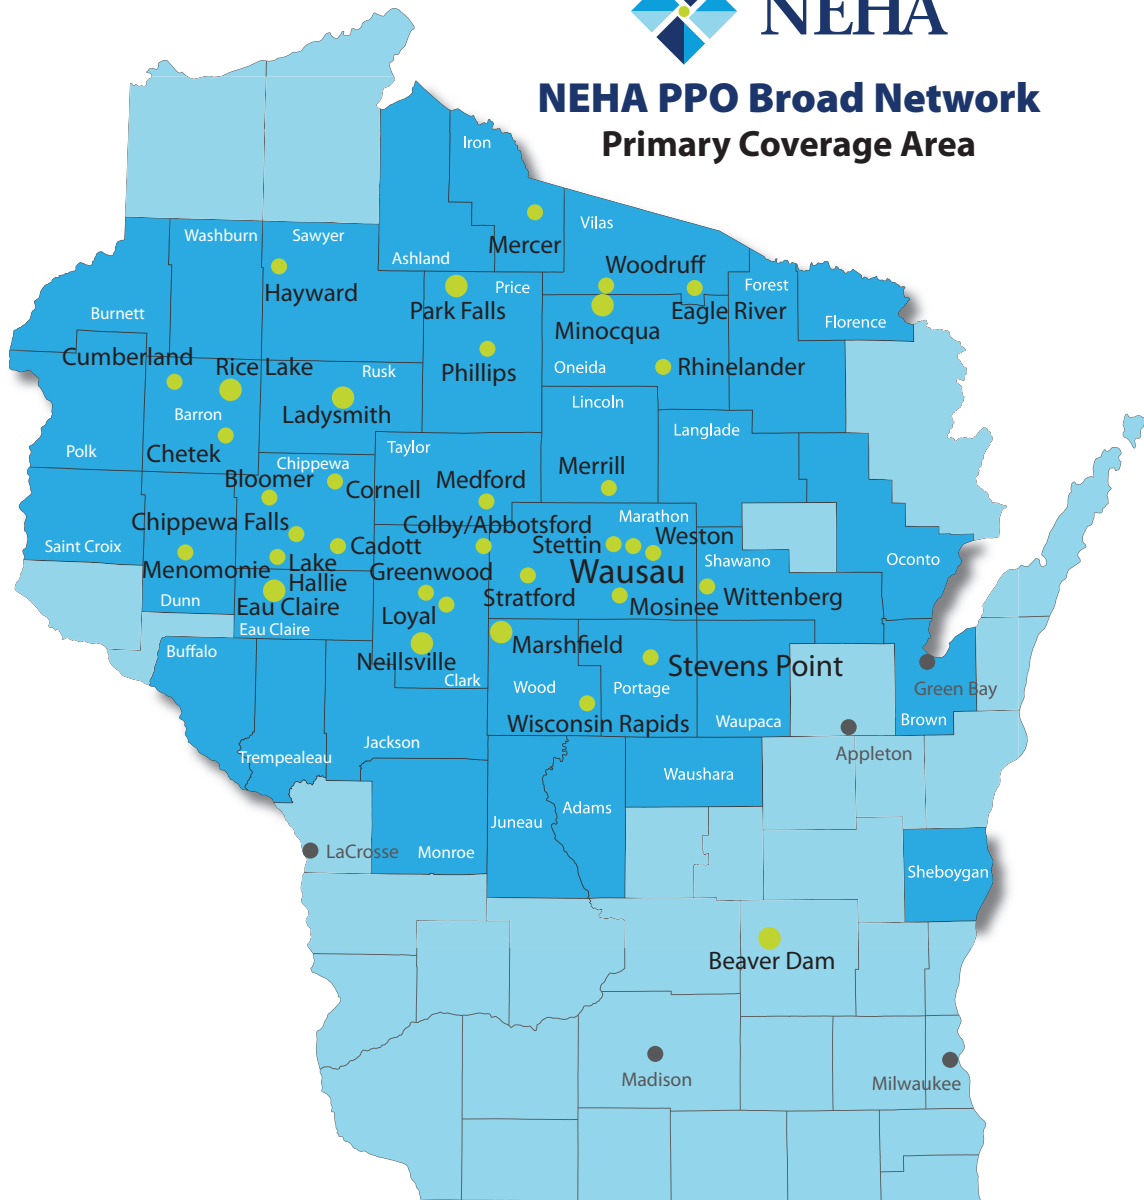 NEHA
NEHA PPO Broad Network
Primary Coverage Area
Iron
Vilas
Washburn
Sawyer
Mercer
Ashland
Woodruff
Hayward
Price
Forest
Park Falls
Eagle River
Burnett
Minocqua
Florence
Cumberland
Rice Lake
Rusk
Phillips
Oneida
Rhinelander
Lincoln
Barron
Ladysmith
Langlade
Polk
Chetek
Taylor
Chippewa
Merrill
Bloomer
Cornell
Medford
Marathon
Chippewa Falls
Colby/Abbotsford
Stettin
Weston
Saint Croix
Cadott
Shawano
Oconto
Menomonie
Lake
Hallie
Greenwood
Wausau
Dunn
Eau Claire
Loyal
Stratford
Mosinee
Wittenberg
Eau Claire
Buffalo
Neillsville
Marshfield
Stevens Point
Clark
Wood
Portage
Green Bay
Wisconsin Rapids
Waupaca
Brown
Jackson
Trempealeau
Appleton
Waushara
Adams
Juneau
LaCrosse
Monroe
Sheboygan
Beaver Dam
Madison
Milwaukee